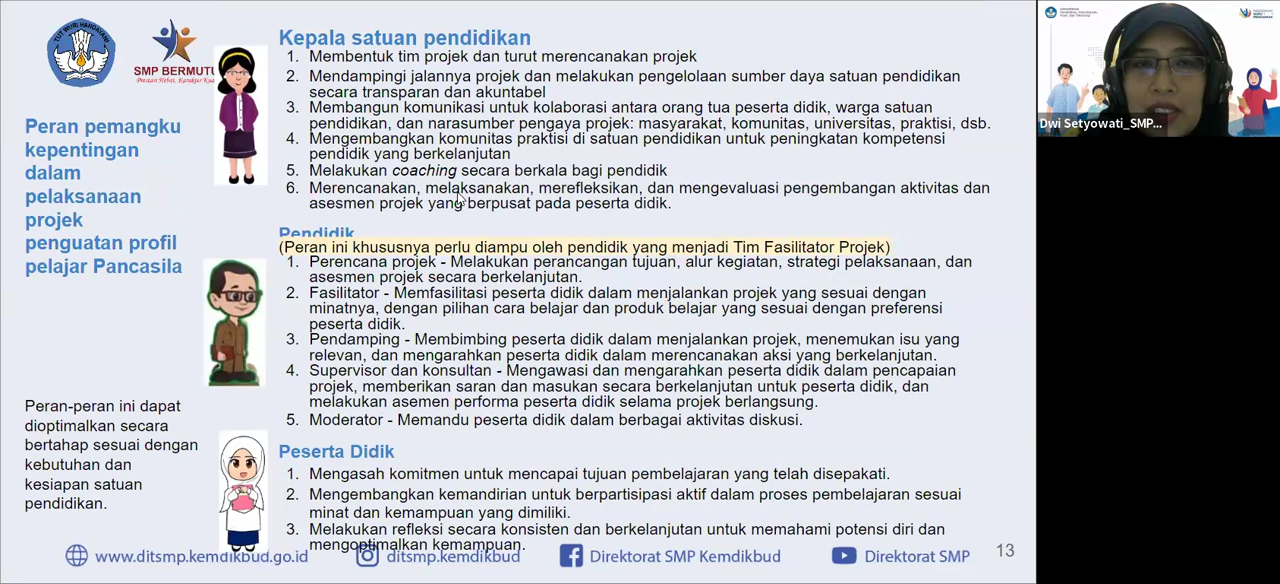 TUT WURI HANDAYANI
SMP BERMUTU
Prestasi Hebat, Karakter Kuat
Peran pemangku
kepentingan
dalam
pelaksanaan
projek
penguatan profil
pelajar Pancasila
Peran-peran ini dapat
dioptimalkan secara
bertahap sesuai dengan
kebutuhan dan
kesiapan satuan
pendidikan.
Kepala satuan pendidikan
1. Membentuk tim projek dan turut merencanakan projek
2. Mendampingi jalannya projek dan melakukan pengelolaan sumber daya satuan pendidikan
secara transparan dan akuntabel
3. Membangun komunikasi untuk kolaborasi antara orang tua peserta didik, warga satuan
pendidikan, dan narasumber pengaya projek: masyarakat, komunitas, universitas, praktisi, dsb.
4. Mengembangkan komunitas praktisi di satuan pendidikan untuk peningkatan kompetensi
pendidik yang berkelanjutan
5. Melakukan coaching secara berkala bagi pendidik
6. Merencanakan, melaksanakan, merefleksikan, dan mengevaluasi pengembangan aktivitas dan
asesmen projek yang berpusat pada peserta didik.
Pendidik
(Peran ini khususnya perlu diampu oleh pendidik yang menjadi Tim Fasilitator Projek)
1. Perencana projek - Melakukan perancangan tujuan, alur kegiatan, strategi pelaksanaan, dan
asesmen projek secara berkelanjutan.
2. Fasilitator - Memfasilitasi peserta didik dalam menjalankan projek yang sesuai dengan
minatnya, dengan pilihan cara belajar dan produk belajar yang sesuai dengan preferensi
peserta didik.
3. Pendamping - Membimbing peserta didik dalam menjalankan projek, menemukan isu yang
relevan, dan mengarahkan peserta didik dalam merencanakan aksi yang berkelanjutan.
4. Supervisor dan konsultan - Mengawasi dan mengarahkan peserta didik dalam pencapaian
projek, memberikan saran dan masukan secara berkelanjutan untuk peserta didik, dan
melakukan asemen performa peserta didik selama projek berlangsung.
5. Moderator - Memandu peserta didik dalam berbagai aktivitas diskusi.
Peserta Didik
1. Mengasah komitmen untuk mencapai tujuan pembelajaran yang telah disepakati.
2. Mengembangkan kemandirian untuk berpartisipasi aktif dalam proses pembelajaran sesuai
minat dan kemampuan yang dimiliki.
3. Melakukan refleksi secara konsisten dan berkelanjutan untuk memahami potensi diri dan
mengoptimalkan kemampuan.
www.ditsmp.kemdikbud.go.id
ditsmp.kemdikbud
Direktorat SMP Kemdikbud
Direktorat SMP
13
Dwi Setyowati_SMP...